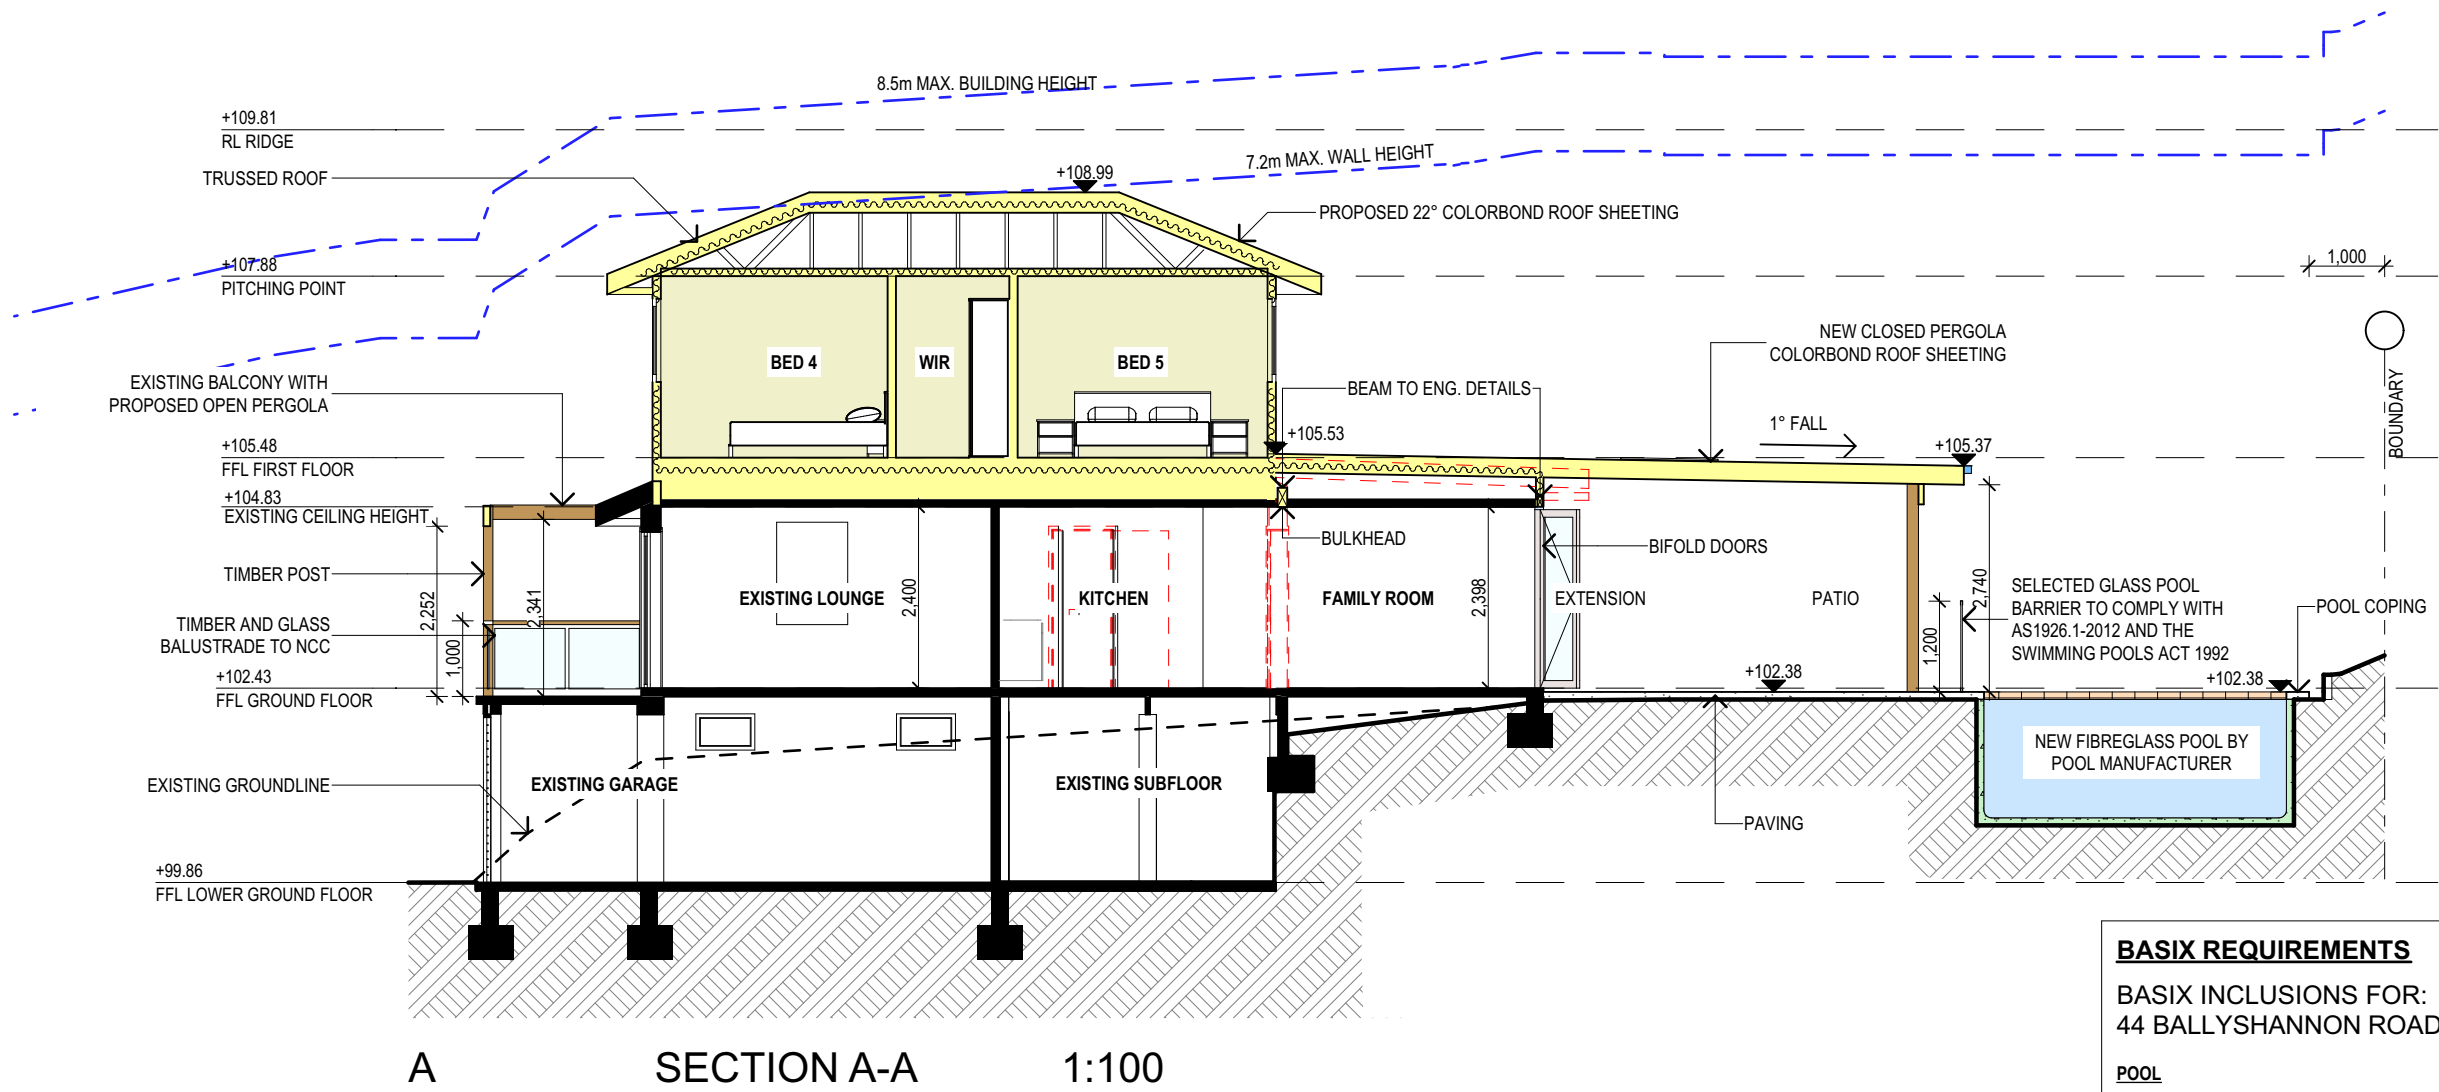 8.5m MAX. BUILDING HEIGHT
+109.81
RL RIDGE
7.2m MAX. WALL HEIGHT
TRUSSED ROOF
+108.99
PROPOSED 22° COLORBOND ROOF SHEETING
+107.88
PITCHING POINT
1,000
NEW CLOSED PERGOLA
COLORBOND ROOF SHEETING
BED 4
WIR
BED 5
EXISTING BALCONY WITH
PROPOSED OPEN PERGOLA
BEAM TO ENG. DETAILS
BOUNDARY
1° FALL
+105.48
FFL FIRST FLOOR
+105.53
+105.37
+104.83
EXISTING CEILING HEIGHT
BULKHEAD
BIFOLD DOORS
TIMBER POST
2,252
2,341
EXISTING LOUNGE
2,400
KITCHEN
FAMILY ROOM
2,398
EXTENSION
PATIO
2,740
SELECTED GLASS POOL
BARRIER TO COMPLY WITH
AS1926.1-2012 AND THE
SWIMMING POOLS ACT 1992
POOL COPING
TIMBER AND GLASS
BALUSTRADE TO NCC
1,000
1,200
+102.43
FFL GROUND FLOOR
+102.38
+102.38
NEW FIBREGLASS POOL BY
POOL MANUFACTURER
EXISTING GROUNDLINE
EXISTING GARAGE
EXISTING SUBFLOOR
PAVING
+99.86
FFL LOWER GROUND FLOOR
BASIX REQUIREMENTS
BASIX INCLUSIONS FOR:
44 BALLYSHANNON ROAD
POOL
A SECTION A-A 1:100